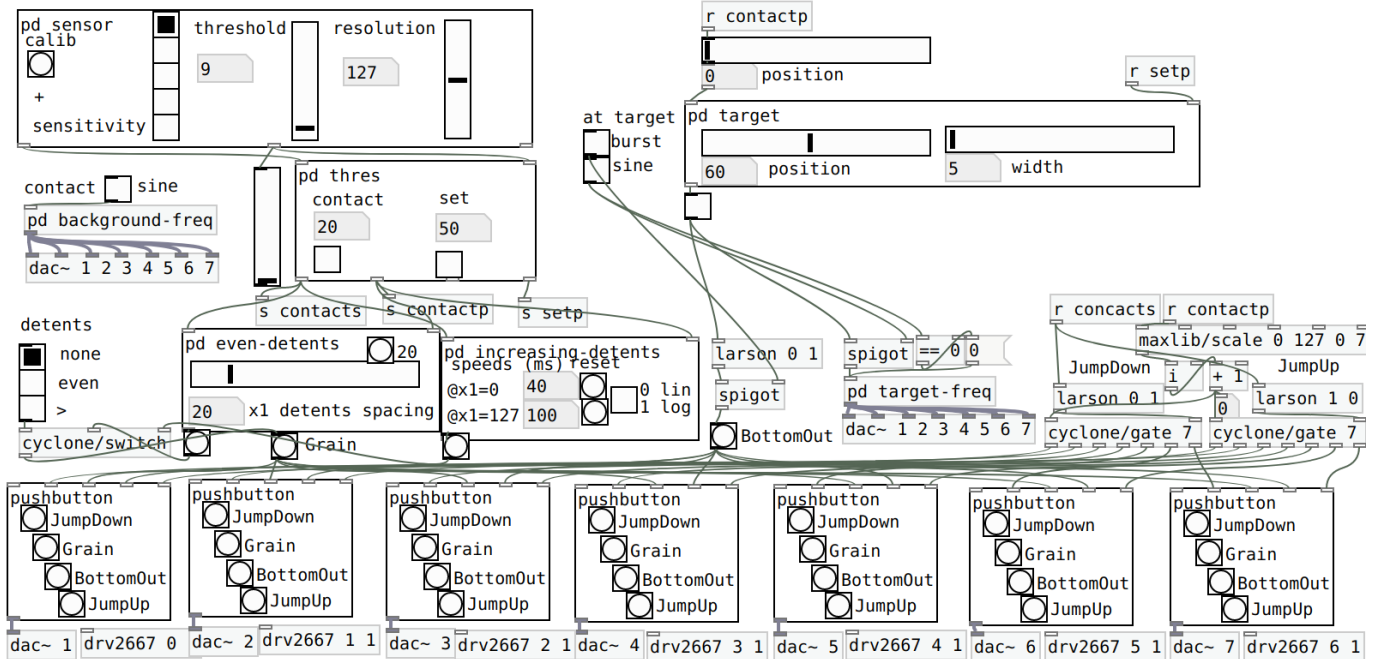 pd sensor
calib
+
sensitivity
threshold
9
resolution
127
contact
sine
pd background-freq
dac~ 1 2 3 4 5 6 7
pd thres
contact
20
set
50
s contacts
s contactp
s setp
r contactp
0
position
r setp
at target
burst
sine
pd target
60
position
5
width
detents
none
even
>
cyclone/switch
pd even-detents
20
20
x1 detents spacing
Grain
pd increasing-detents
speeds (ms)
reset
@x1=0
40
@x1=127
100
0 lin
1 log
larson 0 1
spigot
BottomOut
spigot
== 0
0
pd target-freq
dac~ 1 2 3 4 5 6 7
r concacts
r contactp
maxlib/scale 0 127 0 7
JumpDown
i
+ 1
JumpUp
larson 0 1
0
larson 1 0
cyclone/gate 7
cyclone/gate 7
pushbutton
JumpDown
Grain
BottomOut
JumpUp
dac~ 1
drv2667 0
pushbutton
JumpDown
Grain
BottomOut
JumpUp
dac~ 2
drv2667 1 1
pushbutton
JumpDown
Grain
BottomOut
JumpUp
dac~ 3
drv2667 2 1
pushbutton
JumpDown
Grain
BottomOut
JumpUp
dac~ 4
drv2667 3 1
pushbutton
JumpDown
Grain
BottomOut
JumpUp
dac~ 5
drv2667 4 1
pushbutton
JumpDown
Grain
BottomOut
JumpUp
dac~ 6
drv2667 5 1
pushbutton
JumpDown
Grain
BottomOut
JumpUp
dac~ 7
drv2667 6 1